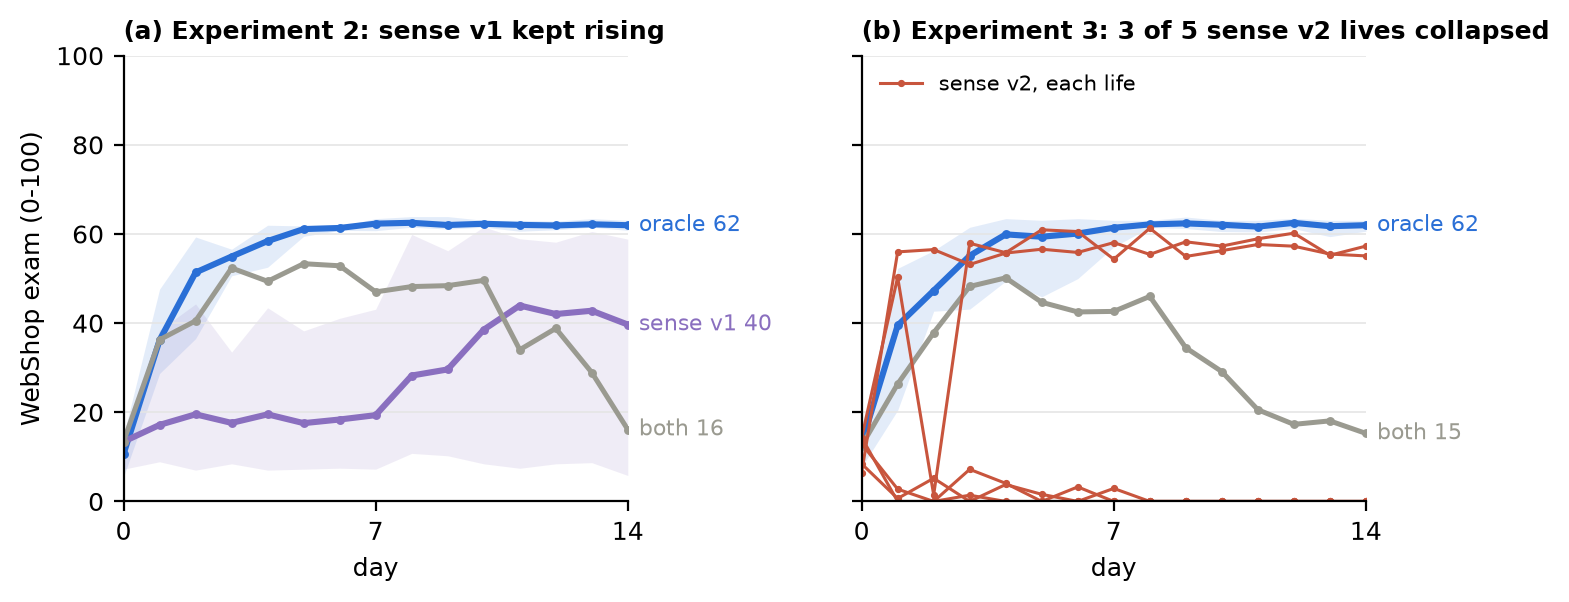 (a) Experiment 2: sense v1 kept rising
WebShop exam (0-100)
100
80
60
40
20
0
0
7
14
day
oracle 62
sense v1 40
both 16
(b) Experiment 3: 3 of 5 sense v2 lives collapsed
sense v2, each life
oracle 62
both 15
0
7
14
day